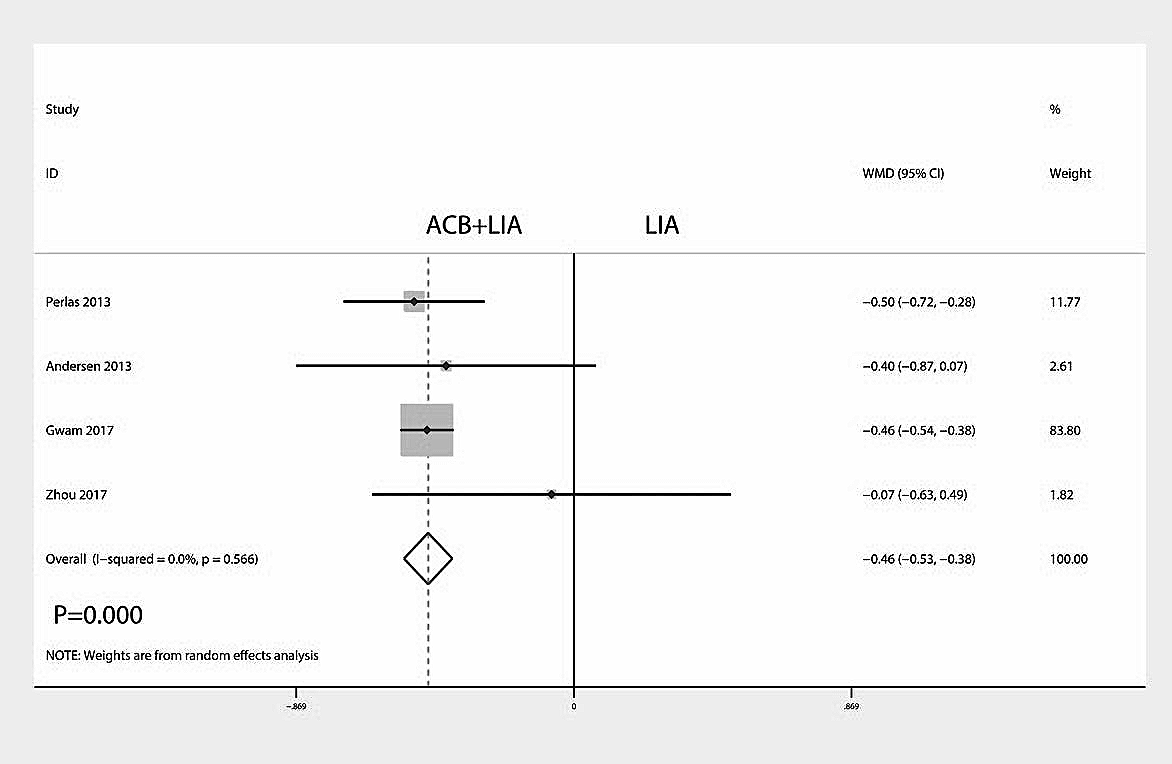 Study %
ID WMD (95% CI) Weight
ACB+LIA LIA
Perlas 2013 −0.50 (−0.72, −0.28) 11.77
Andersen 2013 −0.40 (−0.87, 0.07) 2.61
Gwam 2017 −0.46 (−0.54, −0.38) 83.80
Zhou 2017 −0.07 (−0.63, 0.49) 1.82
Overall (I−squared = 0.0%, p = 0.566) −0.46 (−0.53, −0.38) 100.00
P=0.000
NOTE: Weights are from random effects analysis
−.869 0 .869